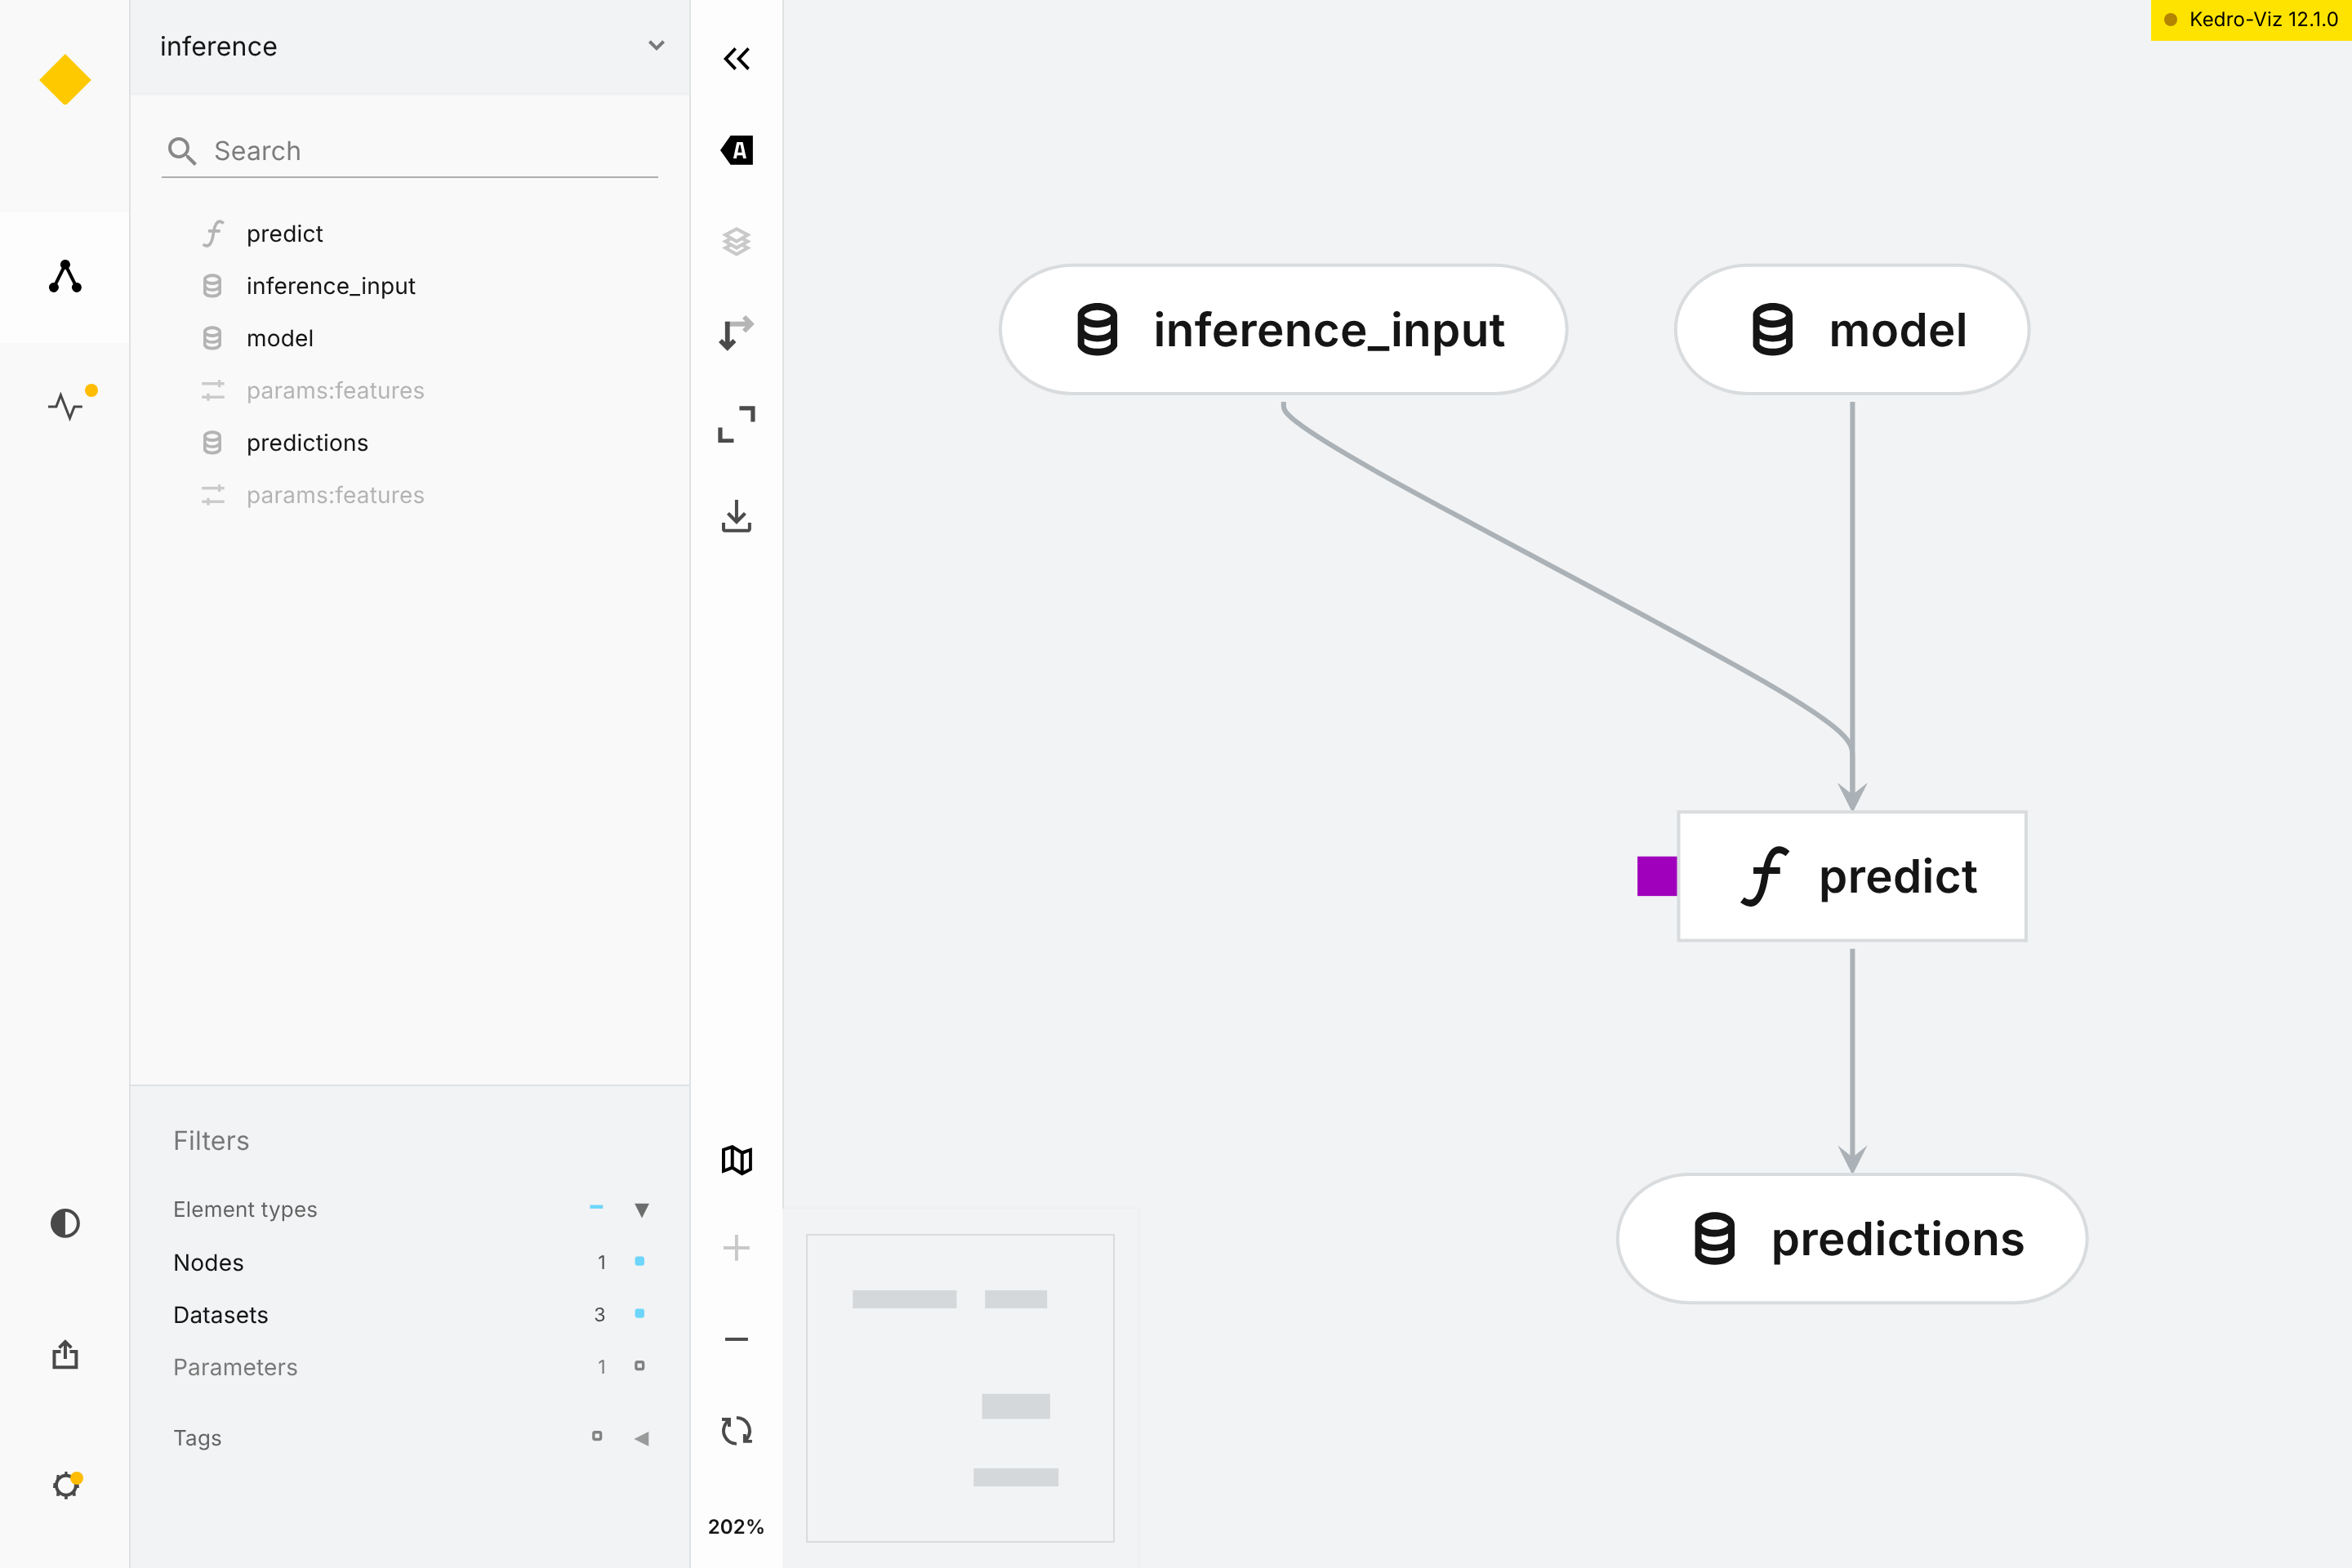 inference
Search
predict
inference_input
model
params:features
predictions
params:features
Filters
Element types
Nodes 1
Datasets 3
Parameters 1
Tags
A
202%
Kedro-Viz 12.1.0
inference_input
model
predict
predictions